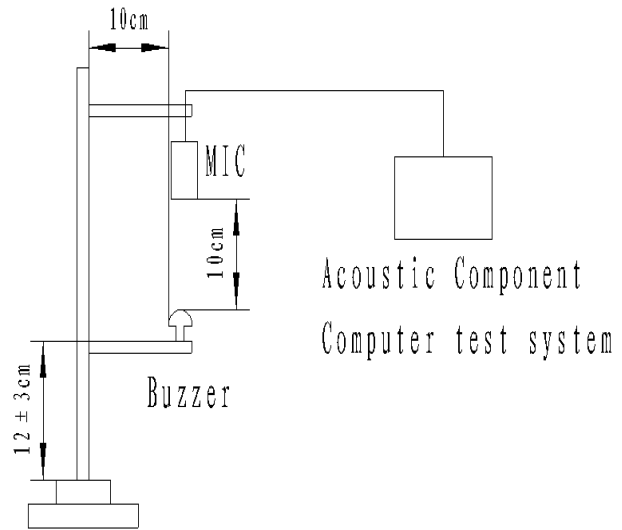 10cm
MIC
10cm
Acoustic Component
Computer test system
Buzzer
12±3cm